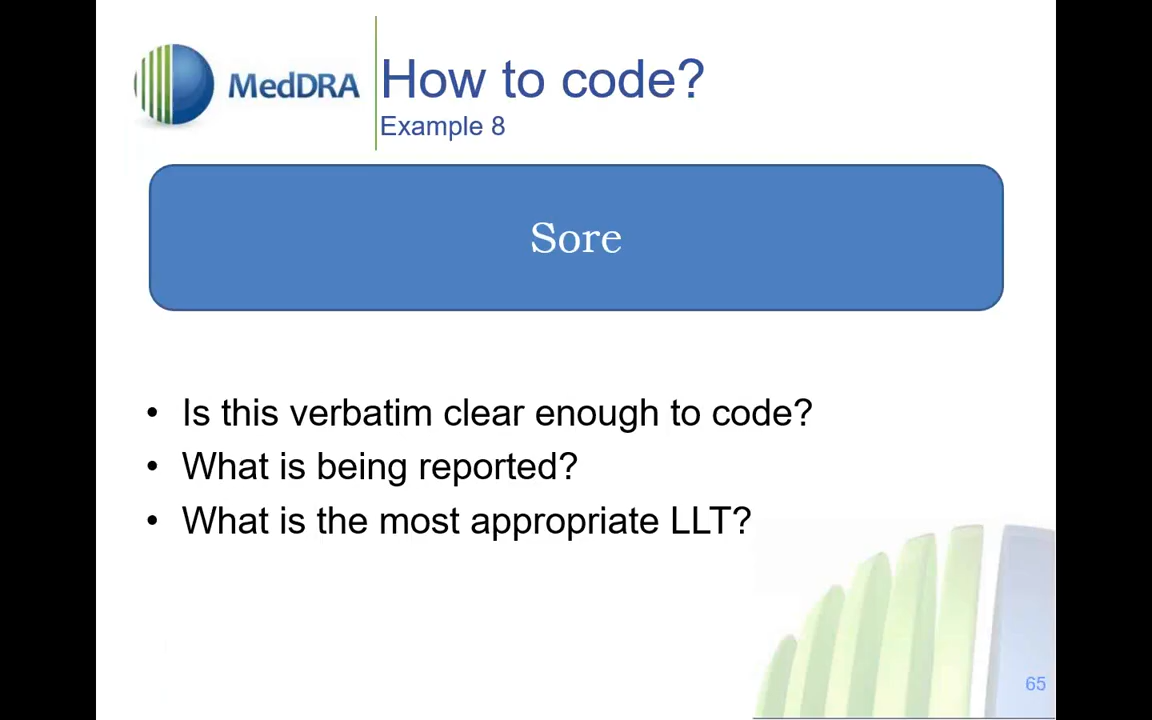 MedDRA
How to code?
Example 8
Sore
• Is this verbatim clear enough to code?
• What is being reported?
• What is the most appropriate LLT?
65